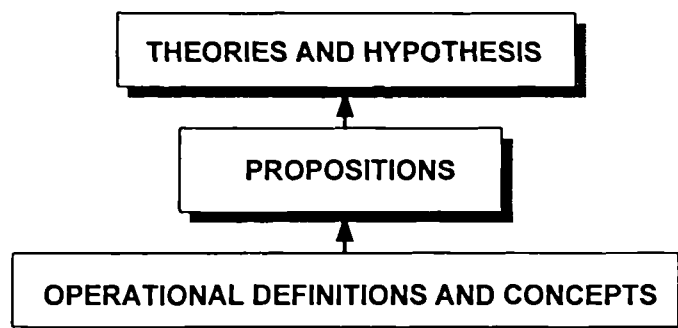 THEORIES AND HYPOTHESIS
PROPOSITIONS
OPERATIONAL DEFINITIONS AND CONCEPTS